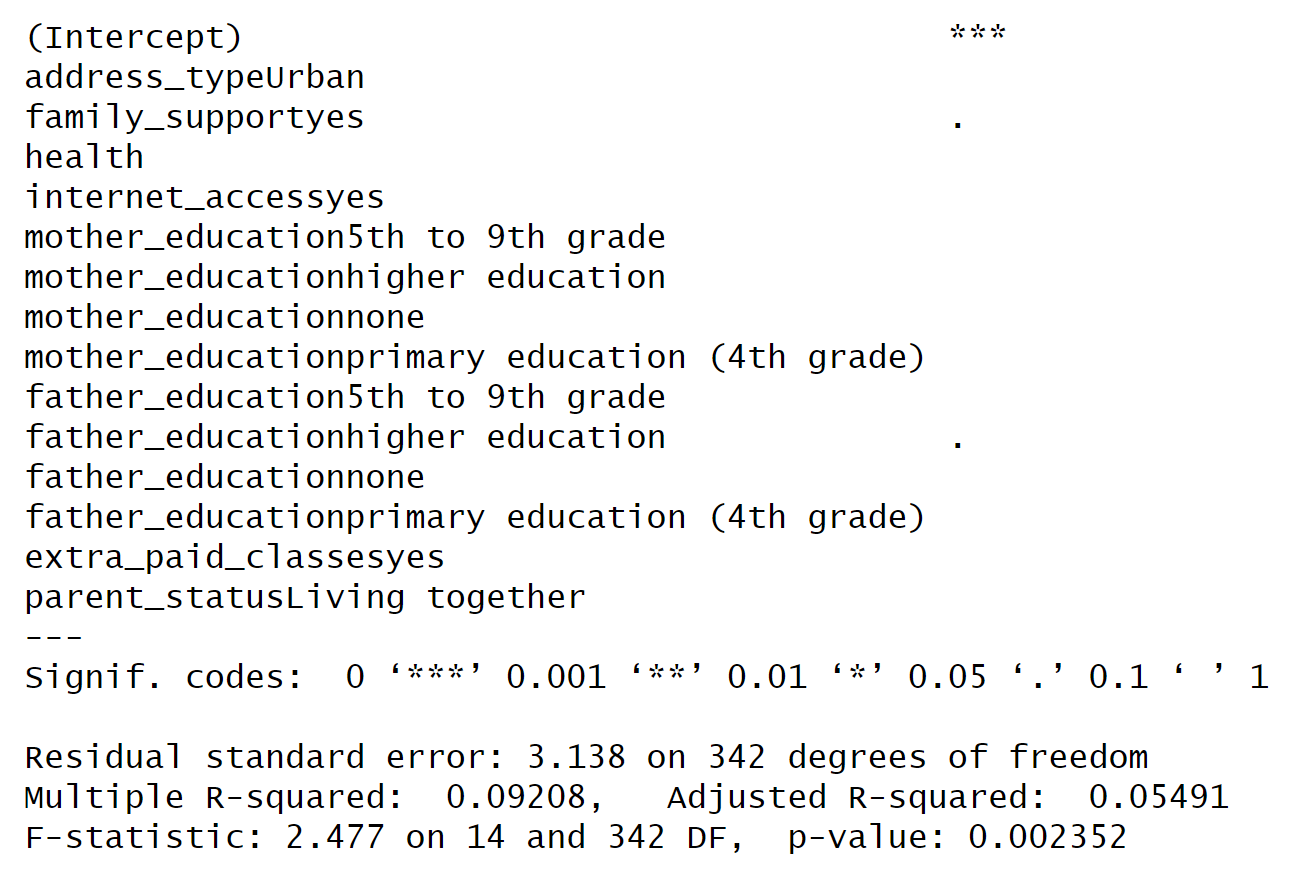 (Intercept) ***
address_typeUrban
family_supportyes .
health
internet_accessyes
mother_education5th to 9th grade
mother_educationhigher education
mother_educationnone
mother_educationprimary education (4th grade)
father_education5th to 9th grade
father_educationhigher education .
father_educationnone
father_educationprimary education (4th grade)
extra_paid_classesyes
parent_statusLiving together
---
Signif. codes:  0 ‘***’ 0.001 ‘**’ 0.01 ‘*’ 0.05 ‘.’ 0.1 ‘ ’ 1
Residual standard error: 3.138 on 342 degrees of freedom
Multiple R-squared:  0.09208,   Adjusted R-squared:  0.05491
F-statistic: 2.477 on 14 and 342 DF,  p-value: 0.002352